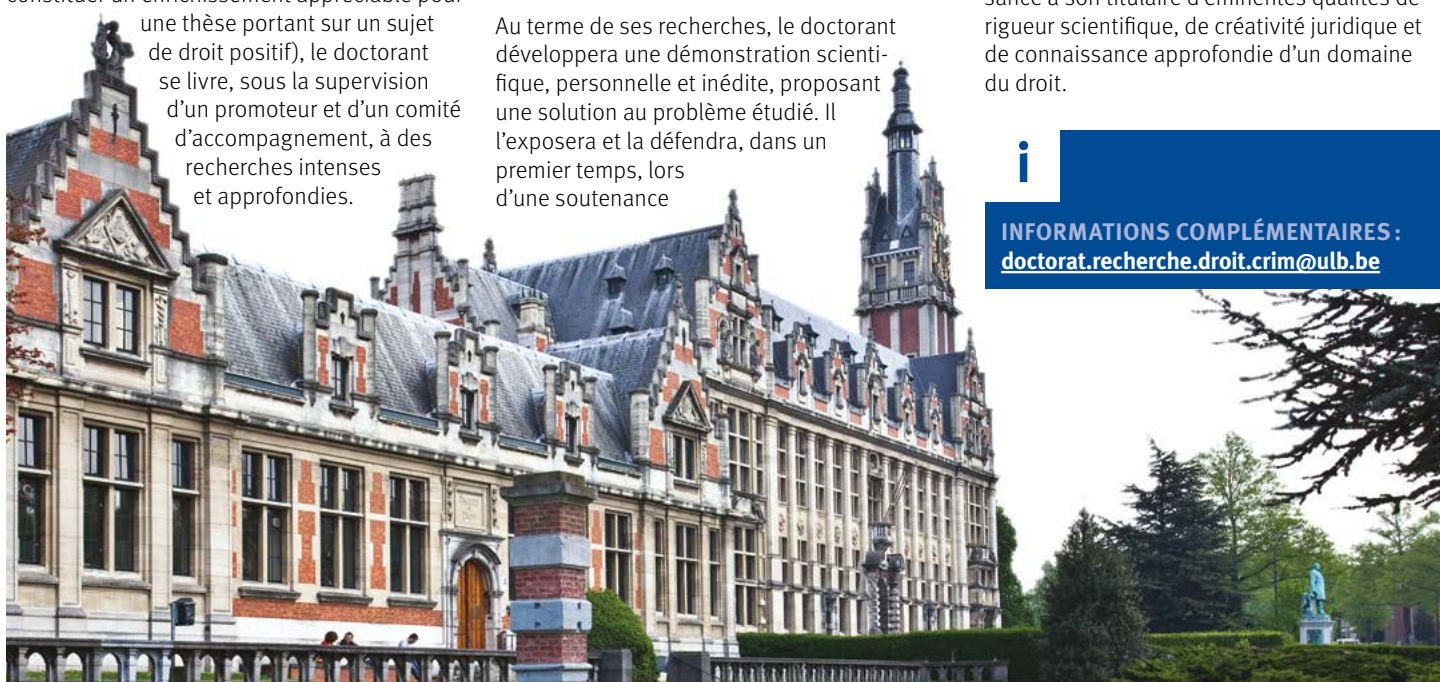 une thèse portant sur un sujet
de droit positif), le doctorant
se livre, sous la supervision
d'un promoteur et d'un comité
d'accompagnement, à des
recherches intenses
et approfondies.
Au terme de ses recherches, le doctorant
développera une démonstration scienti-
fique, personnelle et inédite, proposant
une solution au problème étudié. Il
l'exposera et la défendra, dans un
premier temps, lors
d'une soutenance
rigueur scientifique, de créativité juridique et
de connaissance approfondie d'un domaine
du droit.
i
INFORMATIONS COMPLÉMENTAIRES :
doctorat.recherche.droit.crim@ulb.be